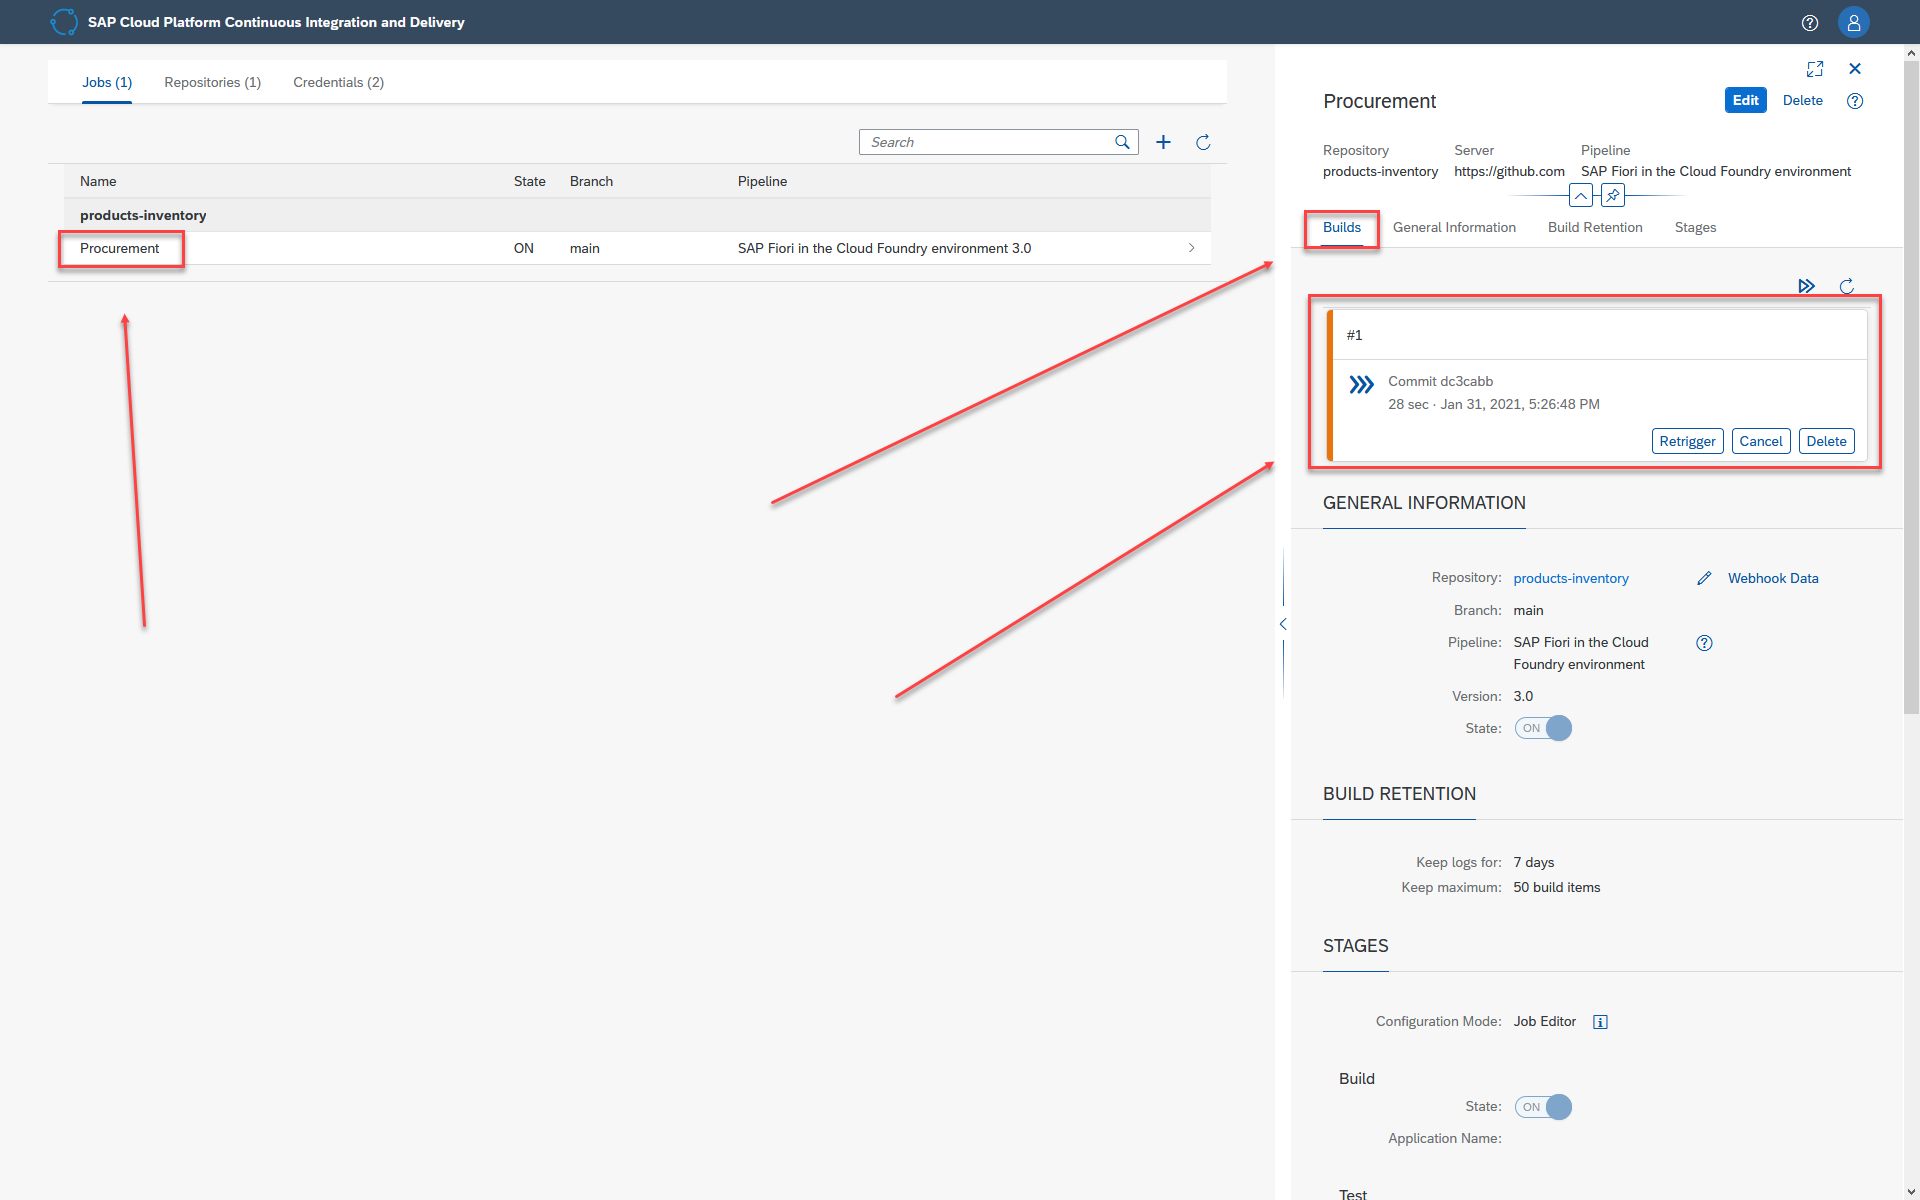 SAP Cloud Platform Continuous Integration and Delivery
Jobs (1) Repositories (1) Credentials (2)
Search
Name State Branch Pipeline
products-inventory
Procurement ON main SAP Fiori in the Cloud Foundry environment 3.0
Procurement
Edit Delete
Repository Server Pipeline
products-inventory https://github.com SAP Fiori in the Cloud Foundry environment
Builds General Information Build Retention Stages
#1
Commit dc3cabb
28 sec · Jan 31, 2021, 5:26:48 PM
Retrigger Cancel Delete
GENERAL INFORMATION
Repository: products-inventory Webhook Data
Branch: main
Pipeline: SAP Fiori in the Cloud
Foundry environment
Version: 3.0
State: ON
BUILD RETENTION
Keep logs for: 7 days
Keep maximum: 50 build items
STAGES
Configuration Mode: Job Editor
Build
State: ON
Application Name:
Test